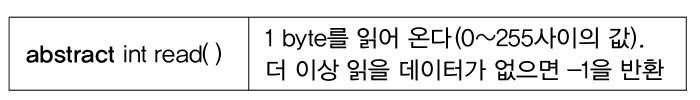 abstract int read( )
1 byte를 읽어 온다(0~255사이의 값).
더 이상 읽을 데이터가 없으면 –1을 반환